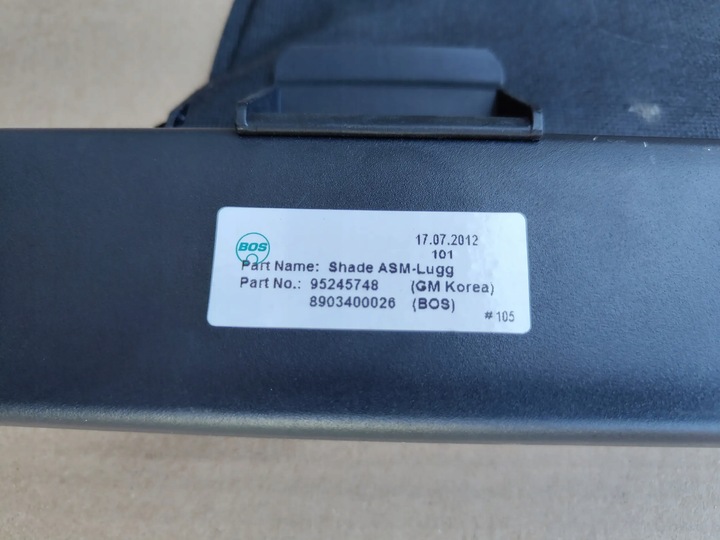 BOS
17.07.2012
101
Part Name: Shade ASM-Lugg
Part No.: 95245748 (GM Korea)
8903400026 (BOS)
# 105